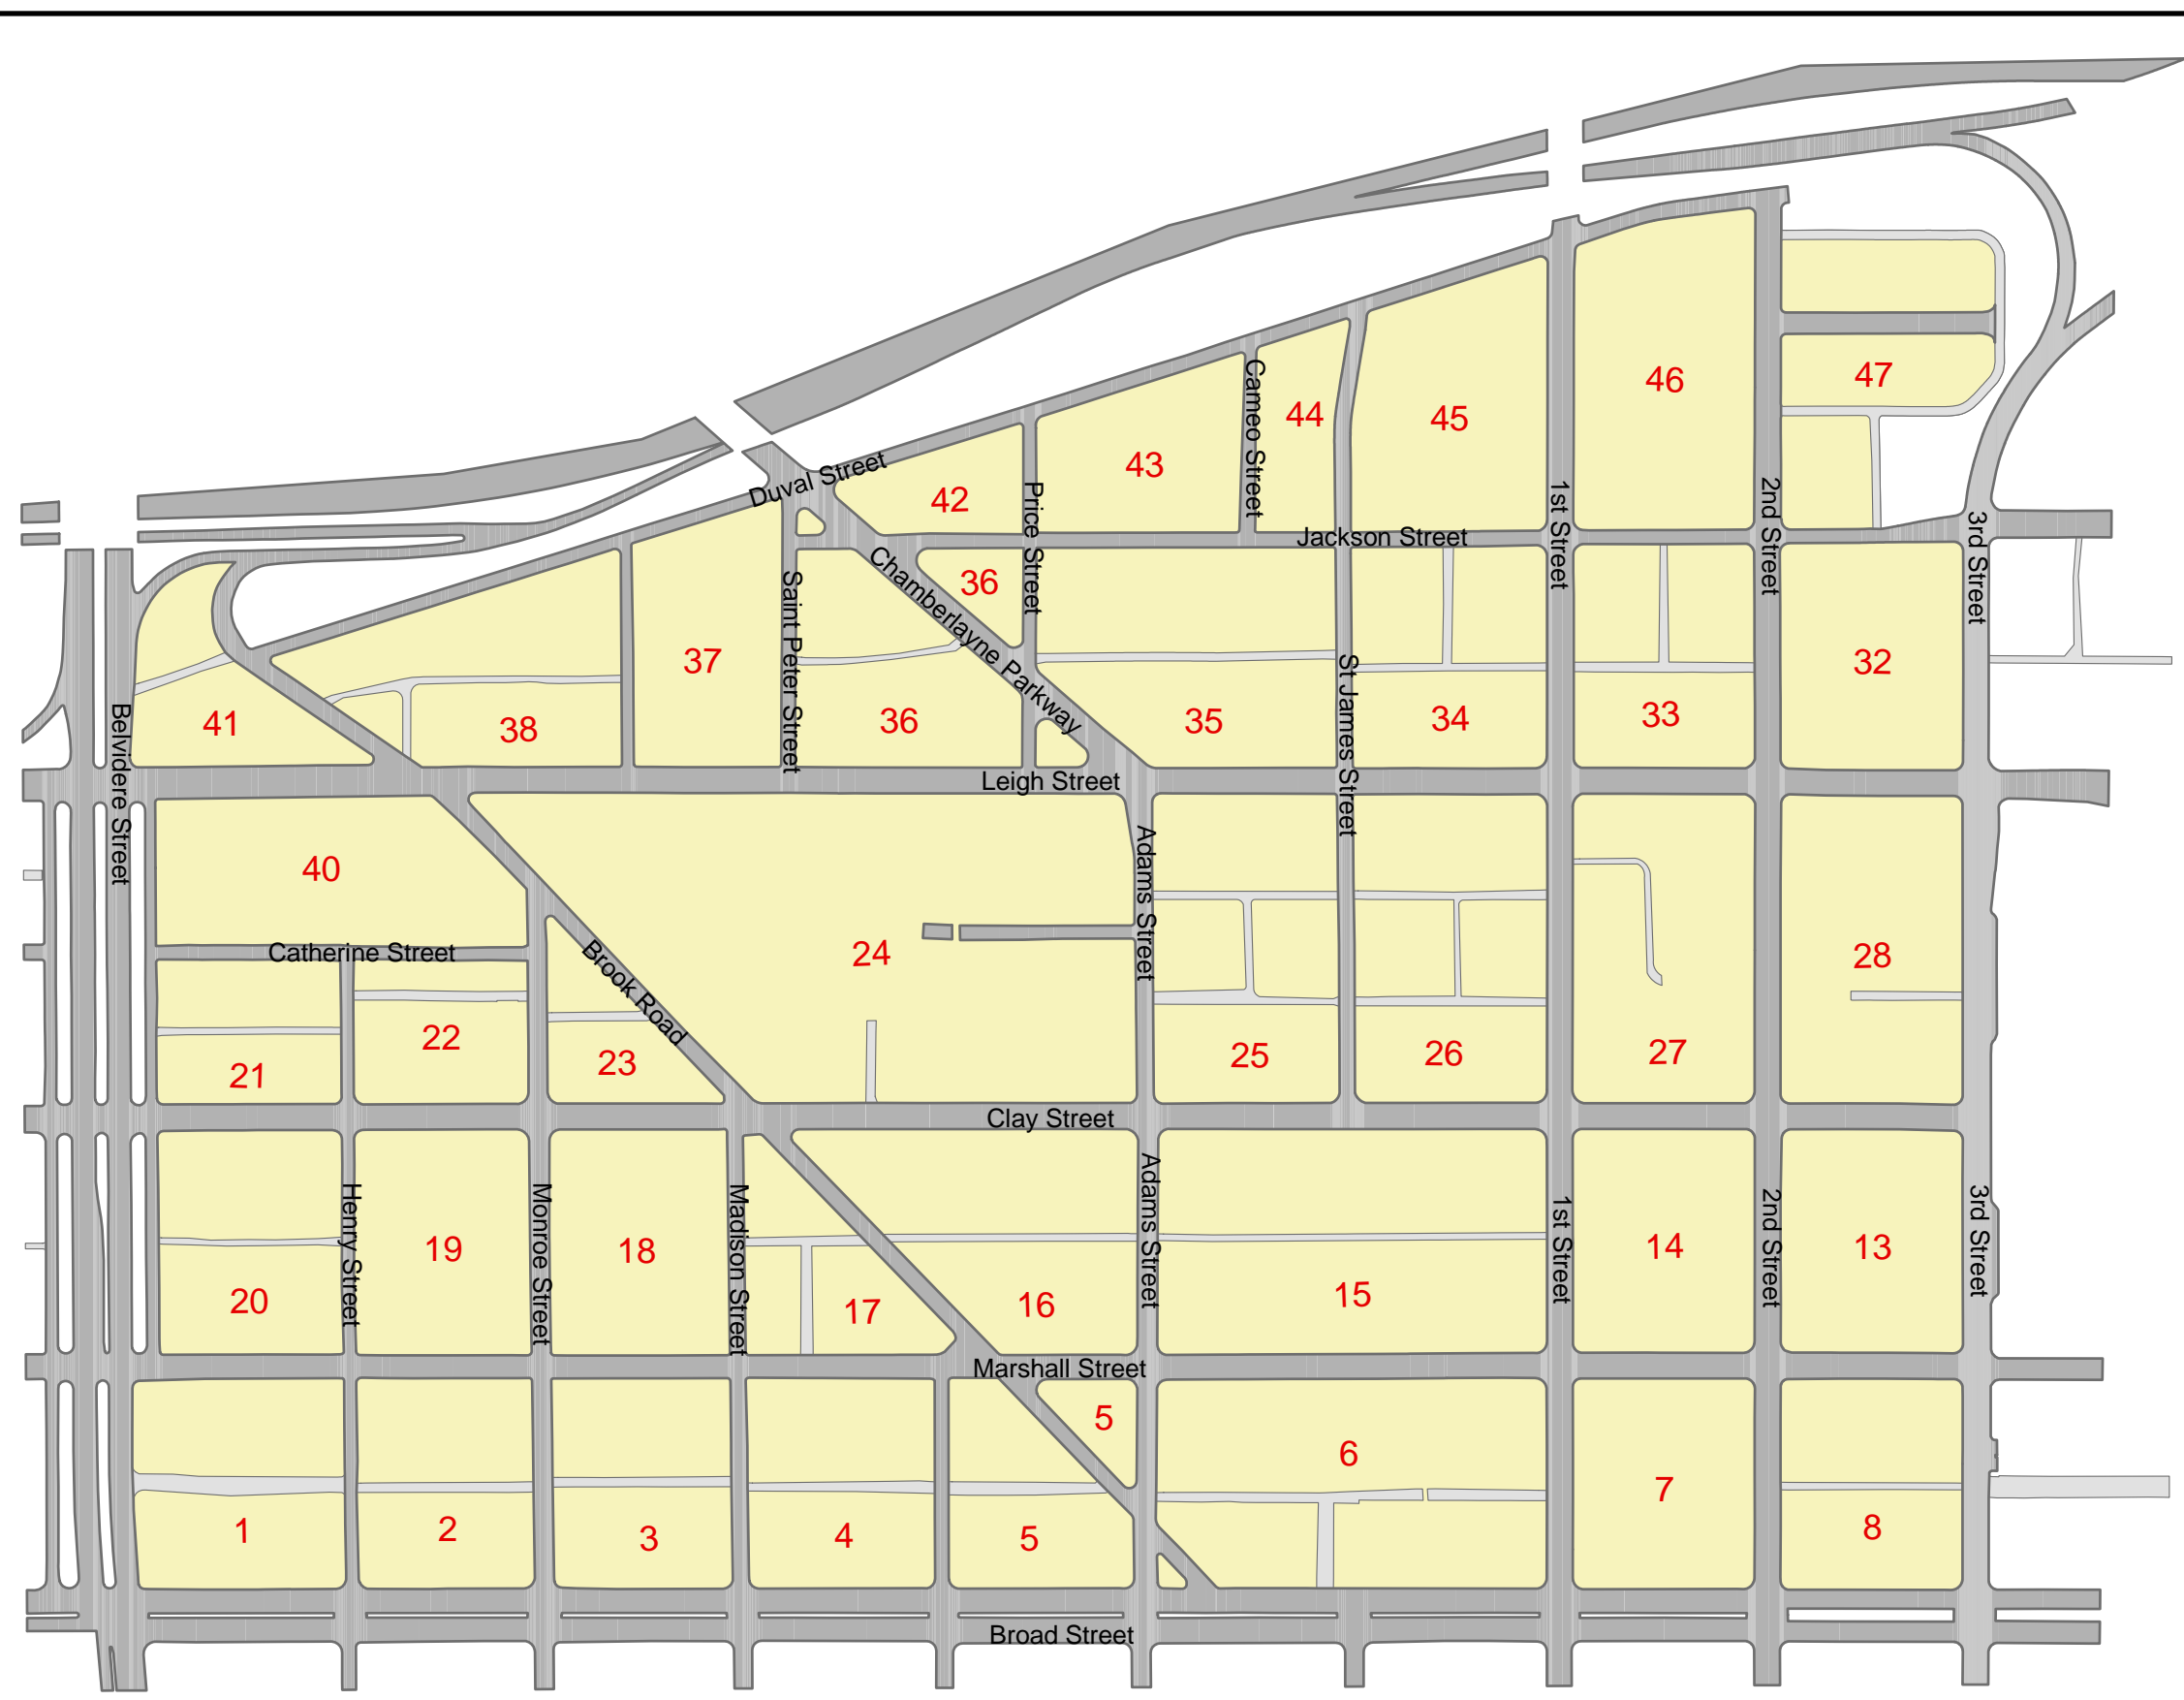 46
47
44
45
Cameo Street
43
42
Duval Street
Price Street
1st Street
2nd Street
3rd Street
Jackson Street
36
Chamberlayne Parkway
Saint Peter Street
37
32
St James Street
41
38
36
35
34
33
Belvidere Street
Leigh Street
40
Adams Street
Catherine Street
24
28
Brook Road
22
23
21
25
26
27
Clay Street
Henry Street
Monroe Street
Madison Street
Adams Street
1st Street
2nd Street
3rd Street
19
18
14
13
20
17
16
15
Marshall Street
5
6
7
1
2
3
4
5
8
Broad Street